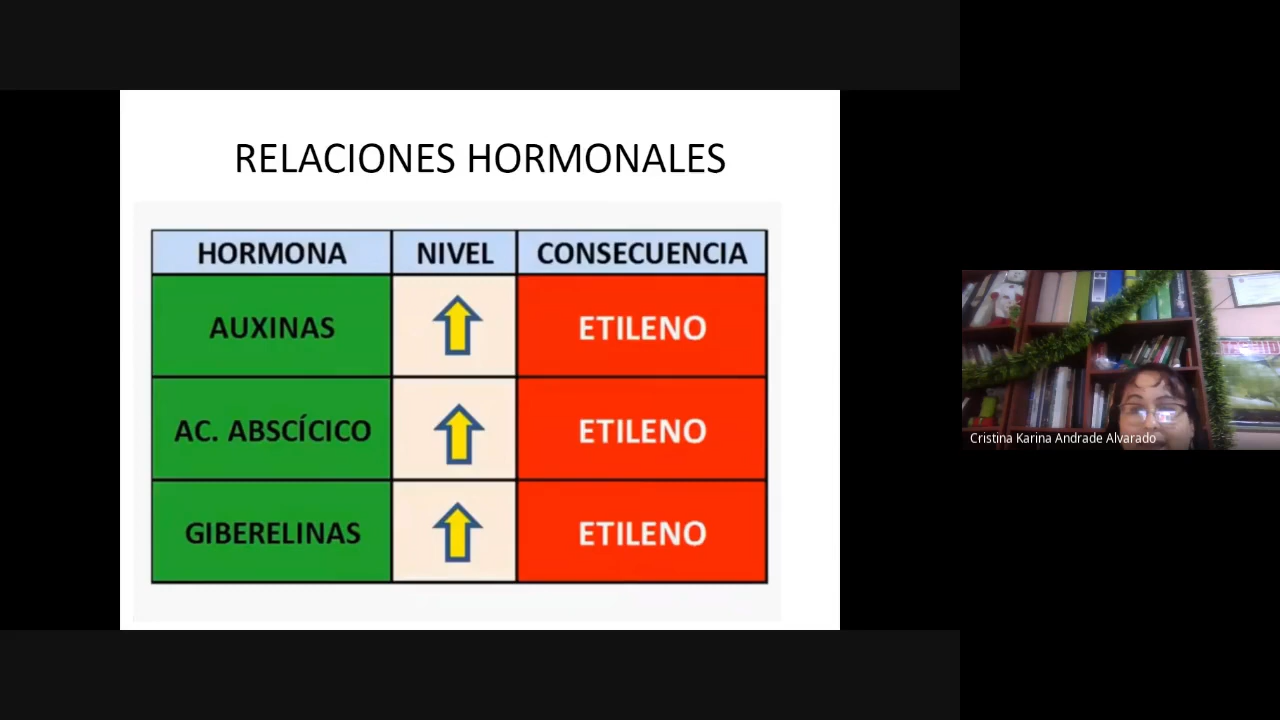 RELACIONES HORMONALES
HORMONA NIVEL CONSECUENCIA
AUXINAS ETILENO
AC. ABSCÍCICO ETILENO
GIBERELINAS ETILENO
Cristina Karina Andrade Alvarado